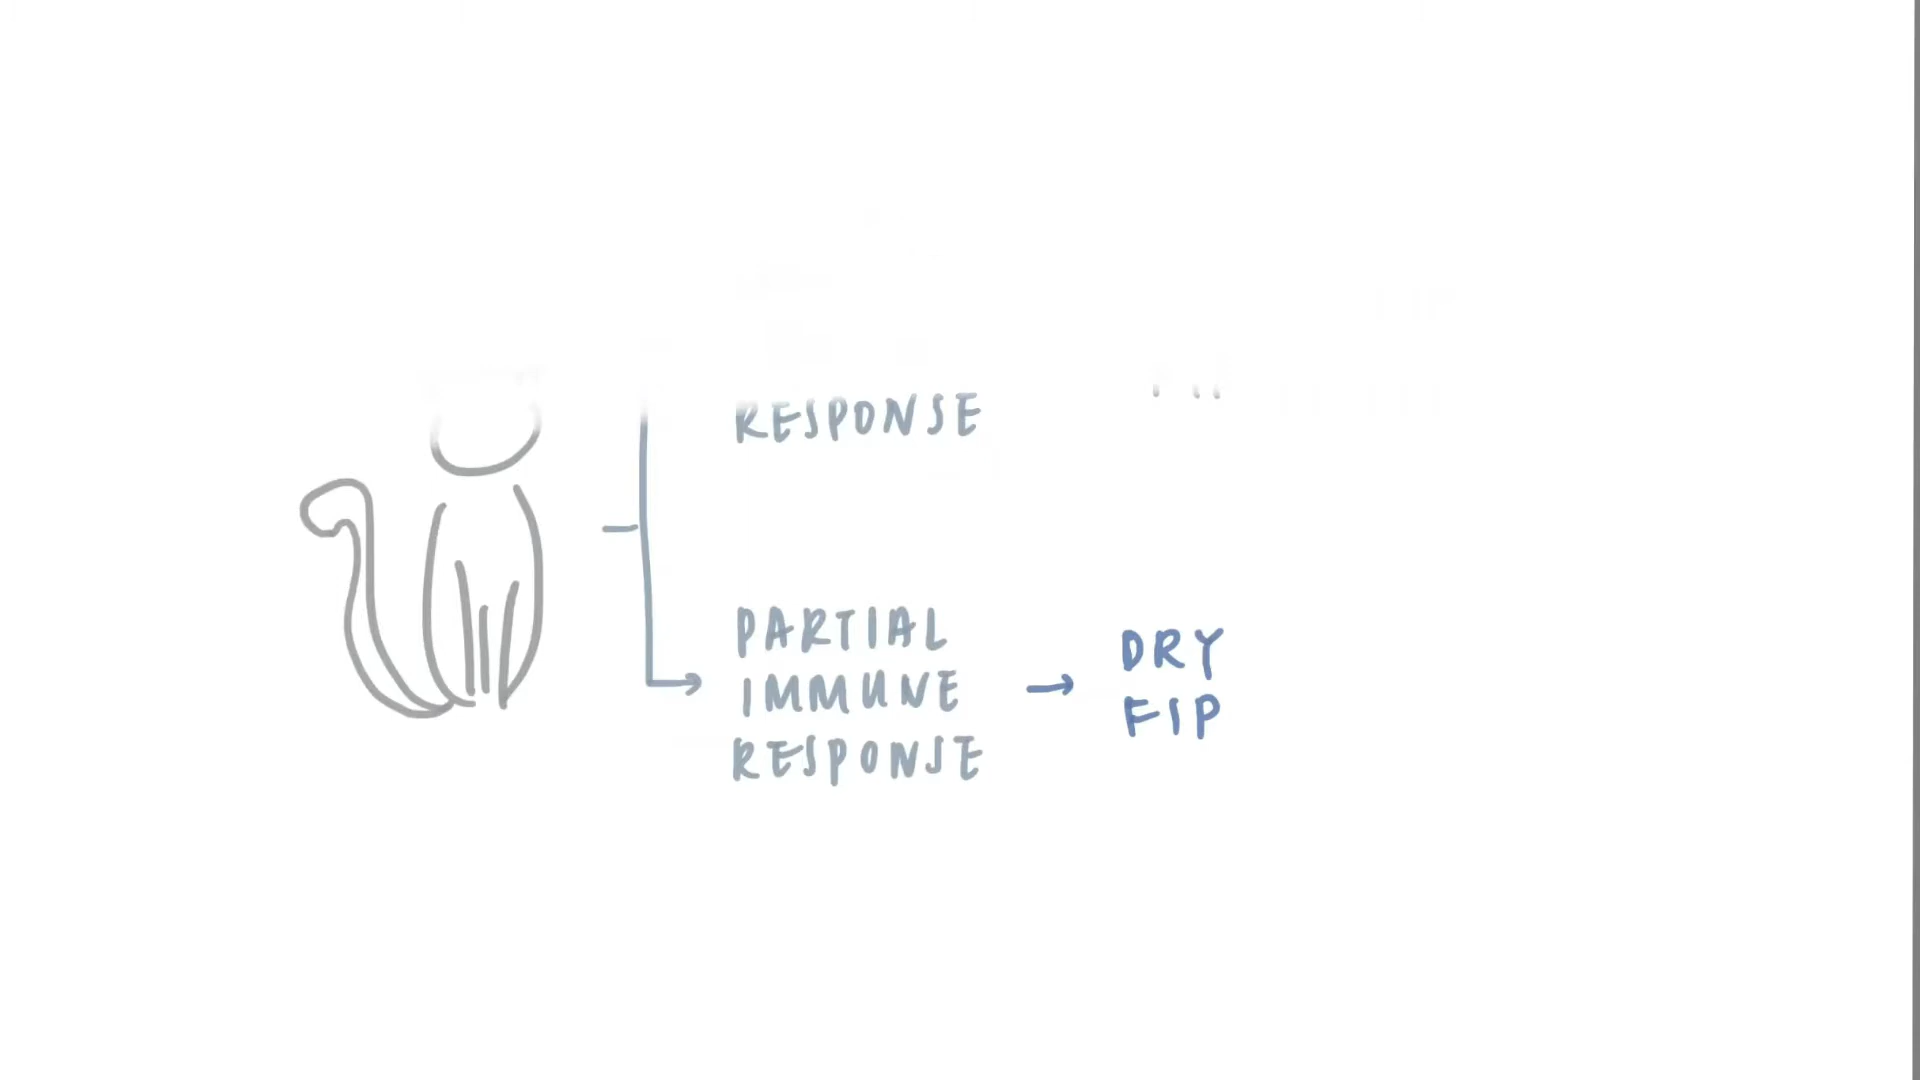 RESPONSE
PARTIAL
IMMUNE
RESPONSE
DRY
FIP